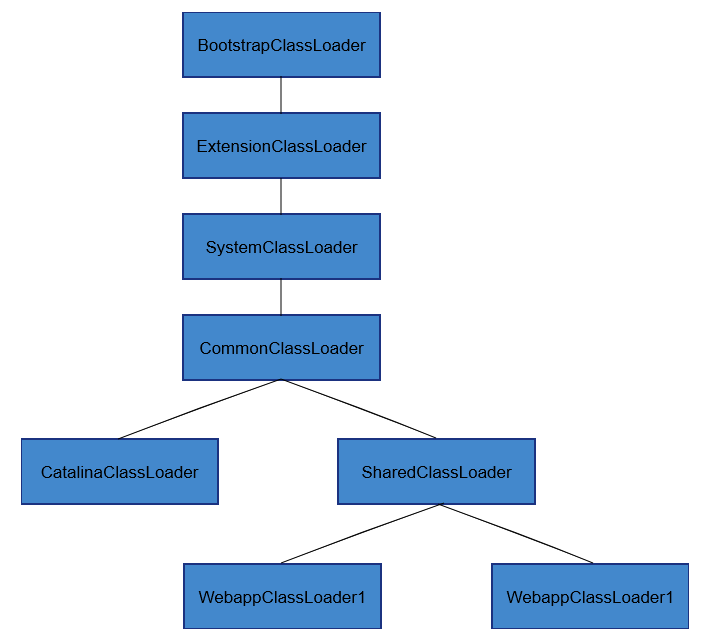 BootstrapClassLoader
ExtensionClassLoader
SystemClassLoader
CommonClassLoader
CatalinaClassLoader
SharedClassLoader
WebappClassLoader1
WebappClassLoader1